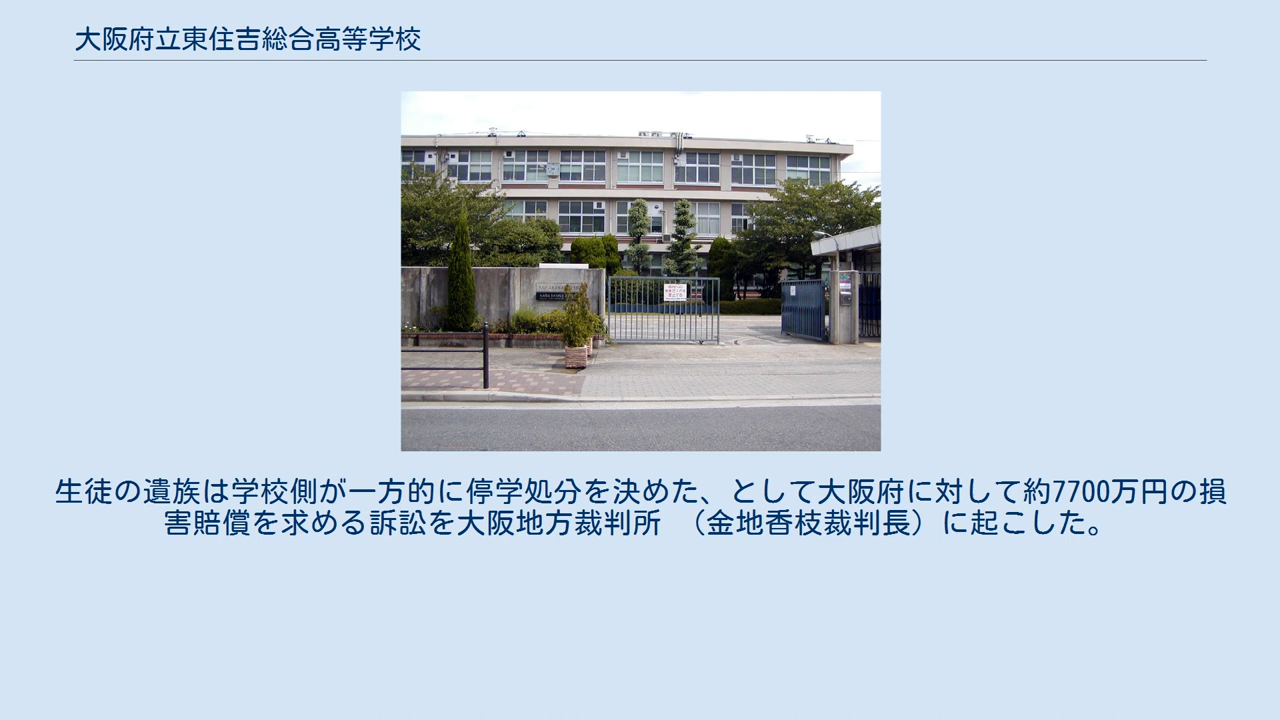 大阪府立東住吉総合高等学校
生徒の遺族は学校側が一方的に停学処分を決めた、として大阪府に対して約7700万円の損
害賠償を求める訴訟を大阪地方裁判所　（金地香枝裁判長）に起こした。